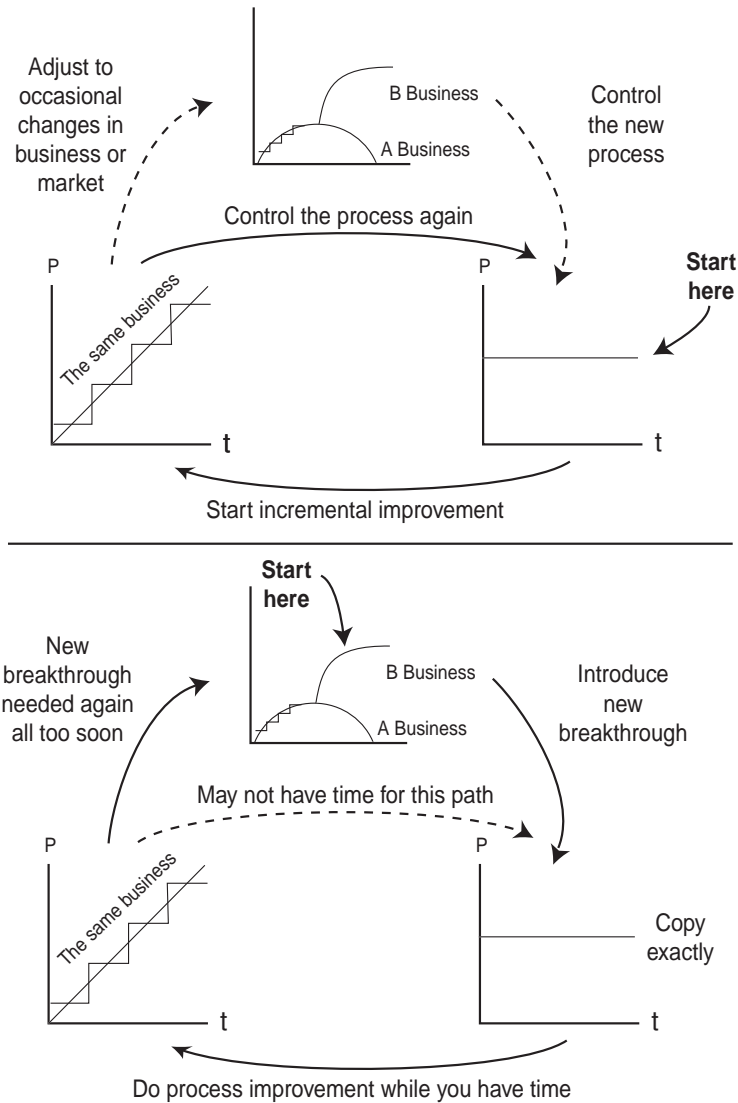 Adjust to
occasional
changes in
business or
market
B Business
A Business
Control
the new
process
Control the process again
P
The same business
t
P
Start
here
t
Start incremental improvement
Start
here
New
breakthrough
needed again
all too soon
B Business
A Business
Introduce
new
breakthrough
May not have time for this path
P
The same business
t
P
Copy
exactly
t
Do process improvement while you have time